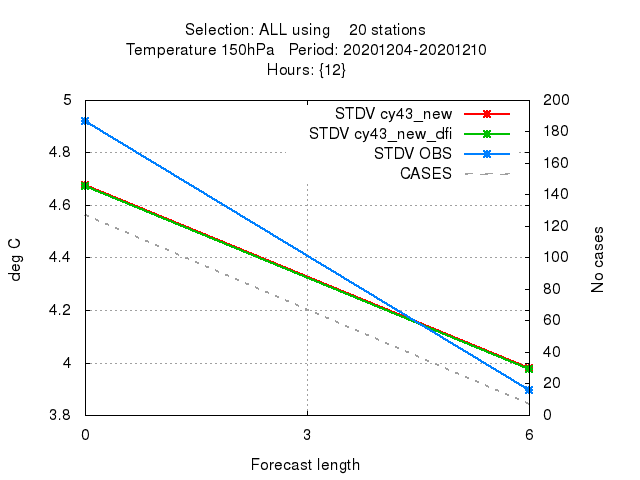 Selection: ALL using    20 stations
Temperature 150hPa   Period: 20201204-20201210
Hours: {12}
STDV cy43_new
STDV cy43_new_dfi
STDV OBS
CASES
deg C
5
4.8
4.6
4.4
4.2
4
3.8
200
180
160
140
120
100
80
60
40
20
0
No cases
0 3 6
Forecast length